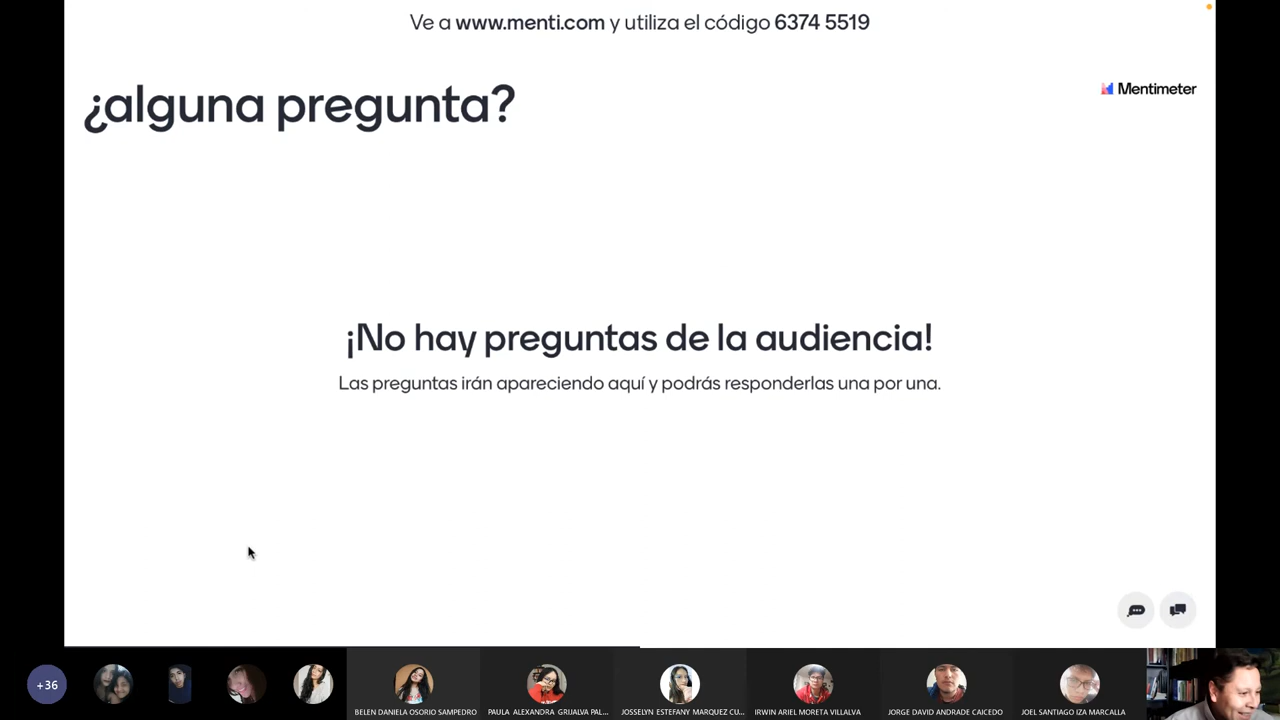 Ve a www.menti.com y utiliza el código 6374 5519
¿alguna pregunta?
Mentimeter
¡No hay preguntas de la audiencia!
Las preguntas irán apareciendo aquí y podrás responderlas una por una.
+36
BELEN DANIELA OSORIO SAMPEDRO
PAULA ALEXANDRA GRIJALVA PAL...
JOSSELYN ESTEFANY MARQUEZ CU...
IRWIN ARIEL MORETA VILLALVA
JORGE DAVID ANDRADE CAICEDO
JOEL SANTIAGO IZA MARCALLA